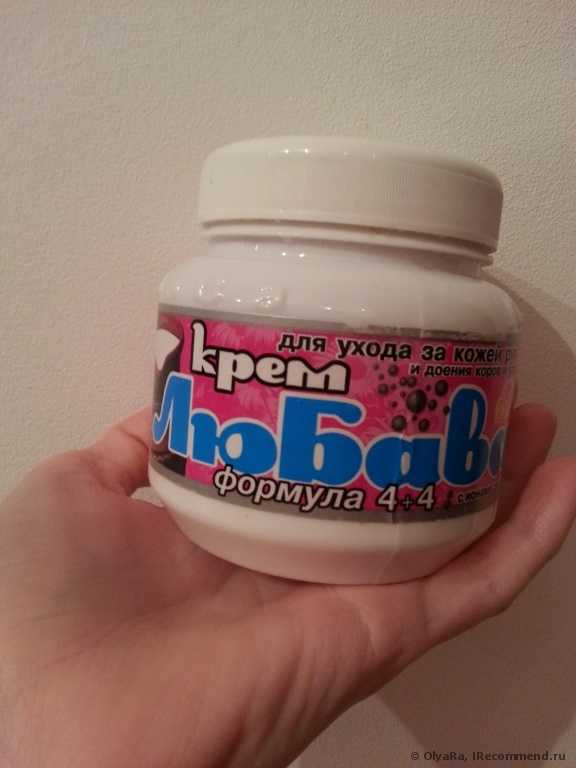 для ухода за кожей
и доения коров и
крем
ЛюБава
формула 4+4
с
© OlyaRa, IRecommend.ru